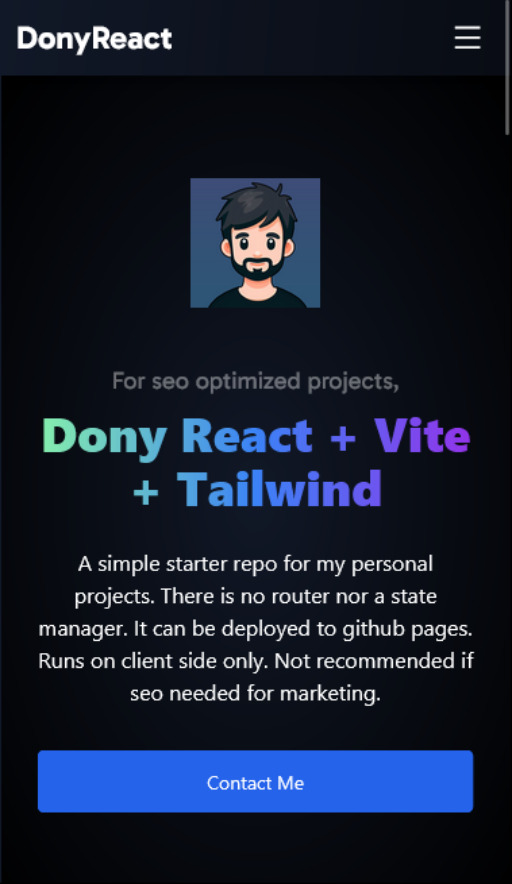 DonyReact
For seo optimized projects,
Dony React + Vite
+ Tailwind
A simple starter repo for my personal
projects. There is no router nor a state
manager. It can be deployed to github pages.
Runs on client side only. Not recommended if
seo needed for marketing.
Contact Me